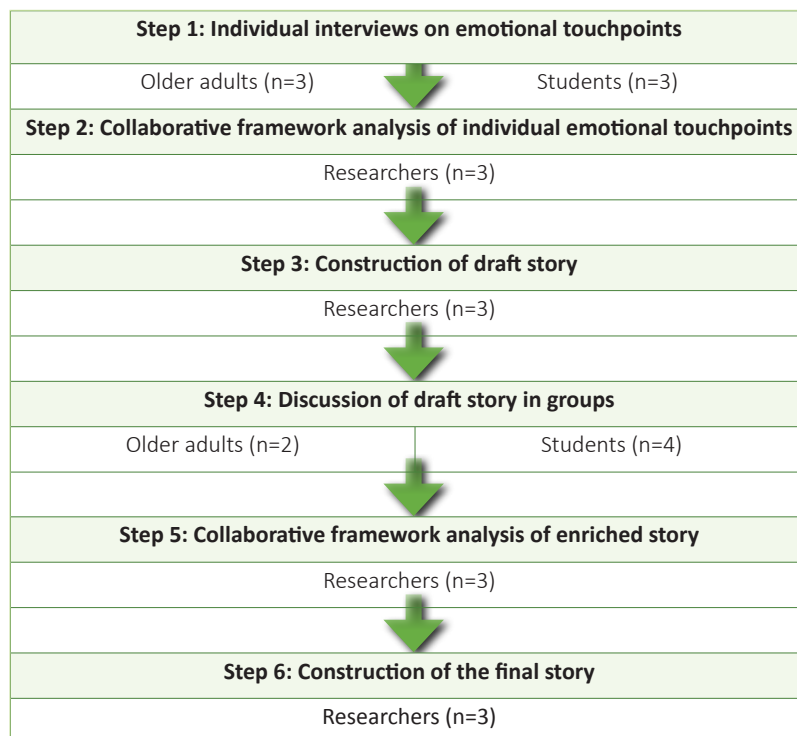 Step 1: Individual interviews on emotional touchpoints
Older adults (n=3) Students (n=3)
Step 2: Collaborative framework analysis of individual emotional touchpoints
Researchers (n=3)
Step 3: Construction of draft story
Researchers (n=3)
Step 4: Discussion of draft story in groups
Older adults (n=2) Students (n=4)
Step 5: Collaborative framework analysis of enriched story
Researchers (n=3)
Step 6: Construction of the final story
Researchers (n=3)